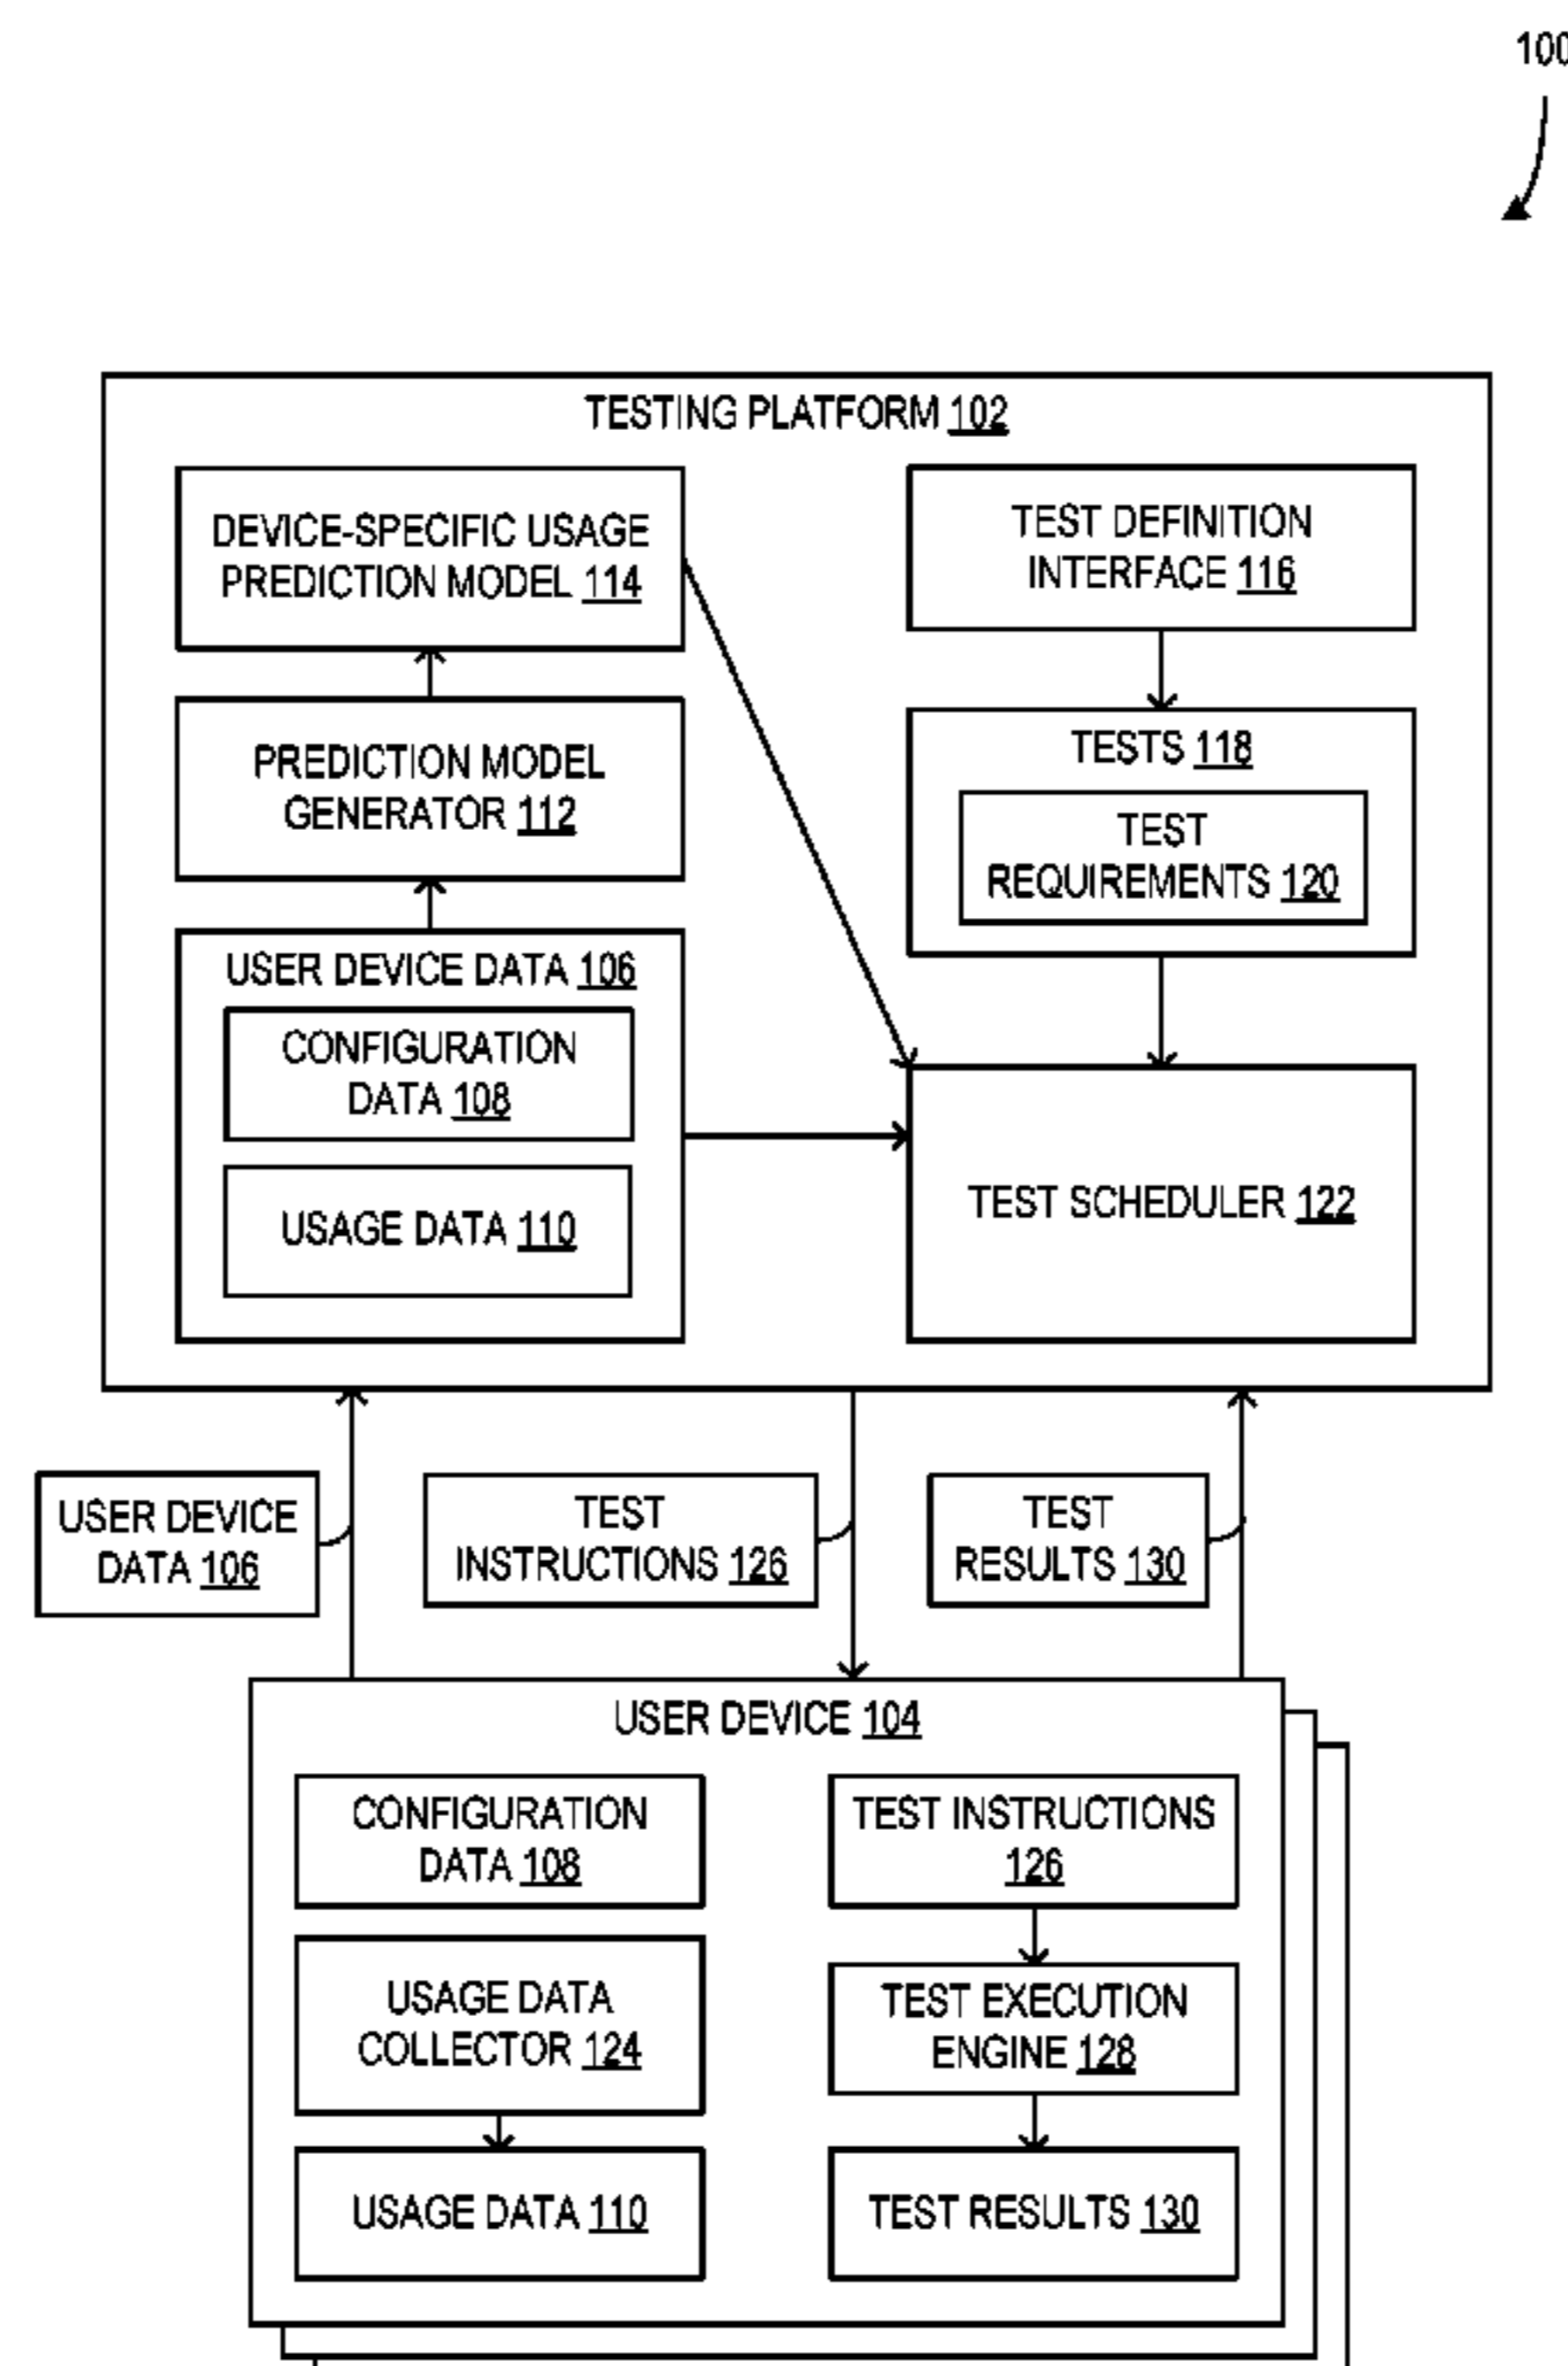 100
TESTING PLATFORM 102
DEVICE-SPECIFIC USAGE
PREDICTION MODEL 114
PREDICTION MODEL
GENERATOR 112
USER DEVICE DATA 106
CONFIGURATION
DATA 108
USAGE DATA 110
TEST DEFINITION
INTERFACE 116
TESTS 118
TEST
REQUIREMENTS 120
TEST SCHEDULER 122
USER DEVICE
DATA 106
TEST
INSTRUCTIONS 126
TEST
RESULTS 130
USER DEVICE 104
CONFIGURATION
DATA 108
USAGE DATA
COLLECTOR 124
USAGE DATA 110
TEST INSTRUCTIONS
126
TEST EXECUTION
ENGINE 128
TEST RESULTS 130